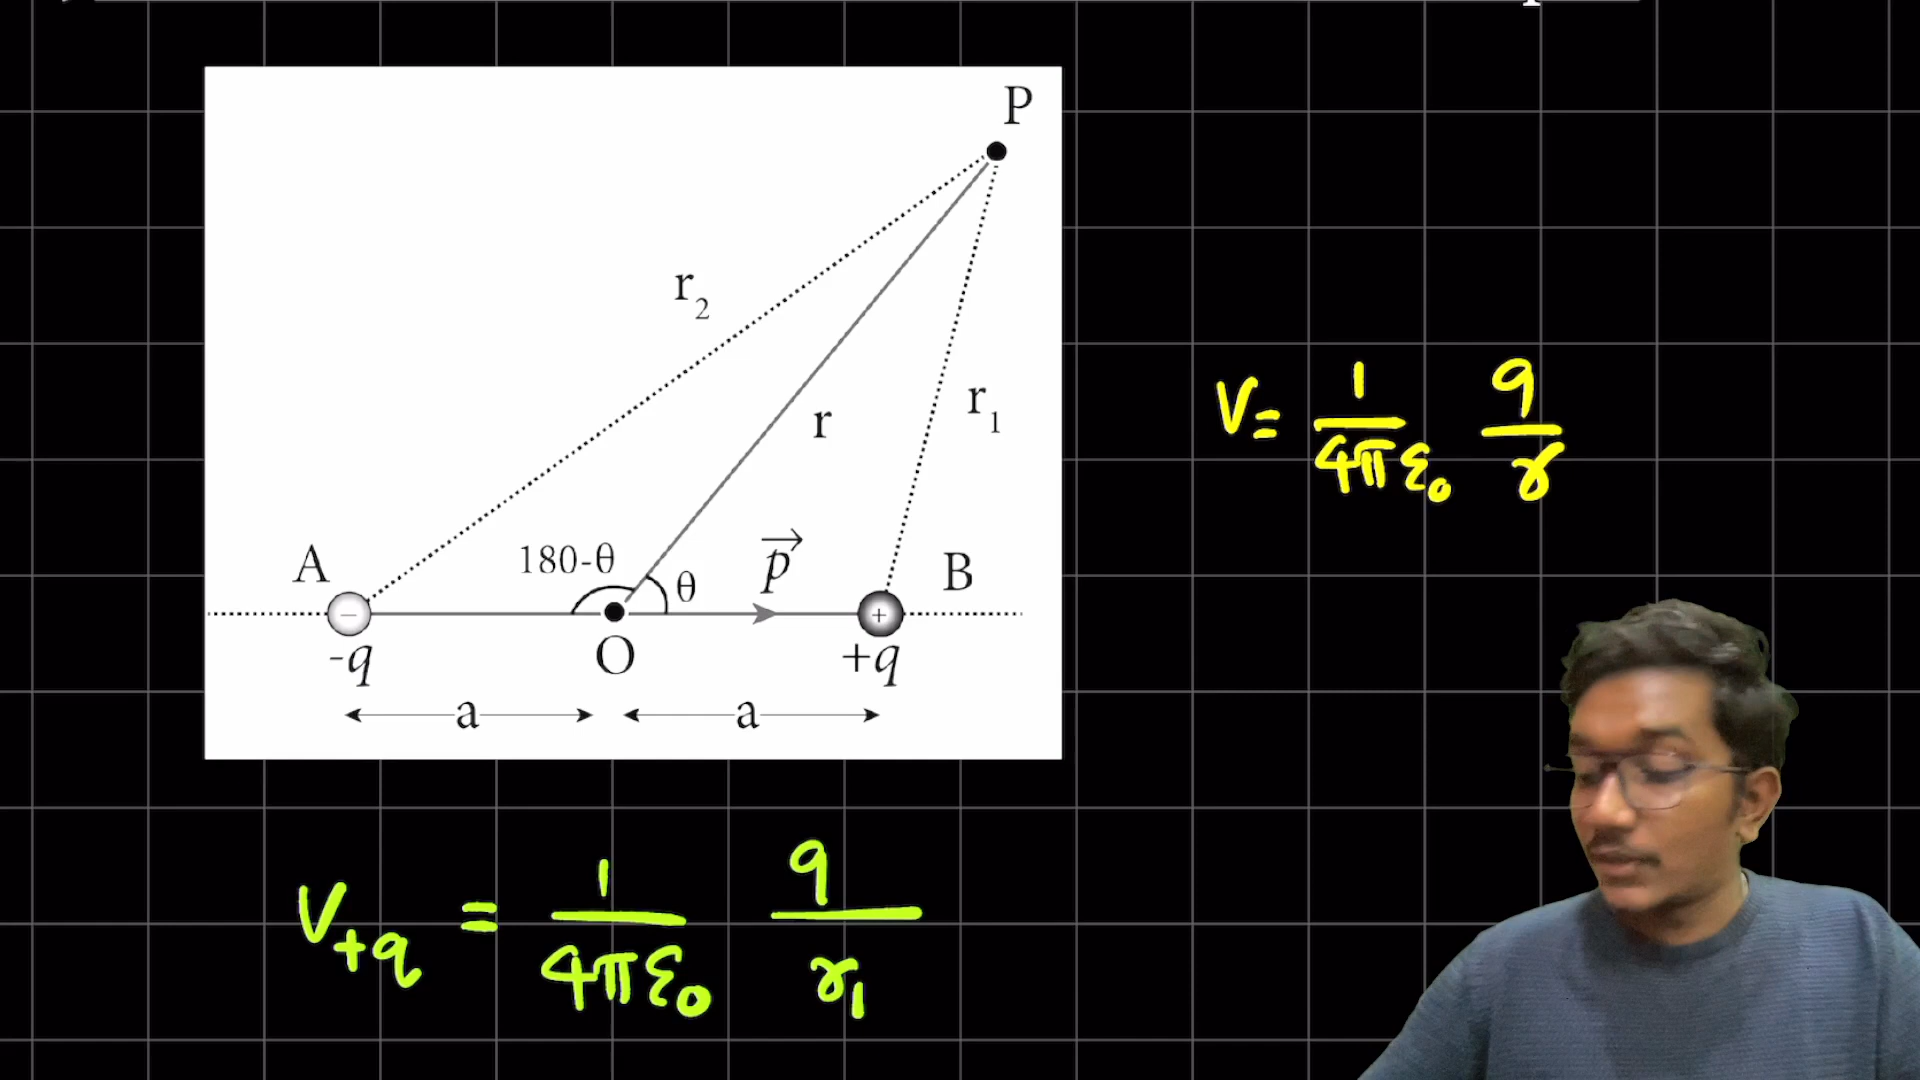 P
r₂
r₁
r
V = 1/4πε₀ q/r
A
180-θ
θ
p⃗
B
−
+
-q
O
+q
a
a
V₊q = 1/4πε₀ q/r₁